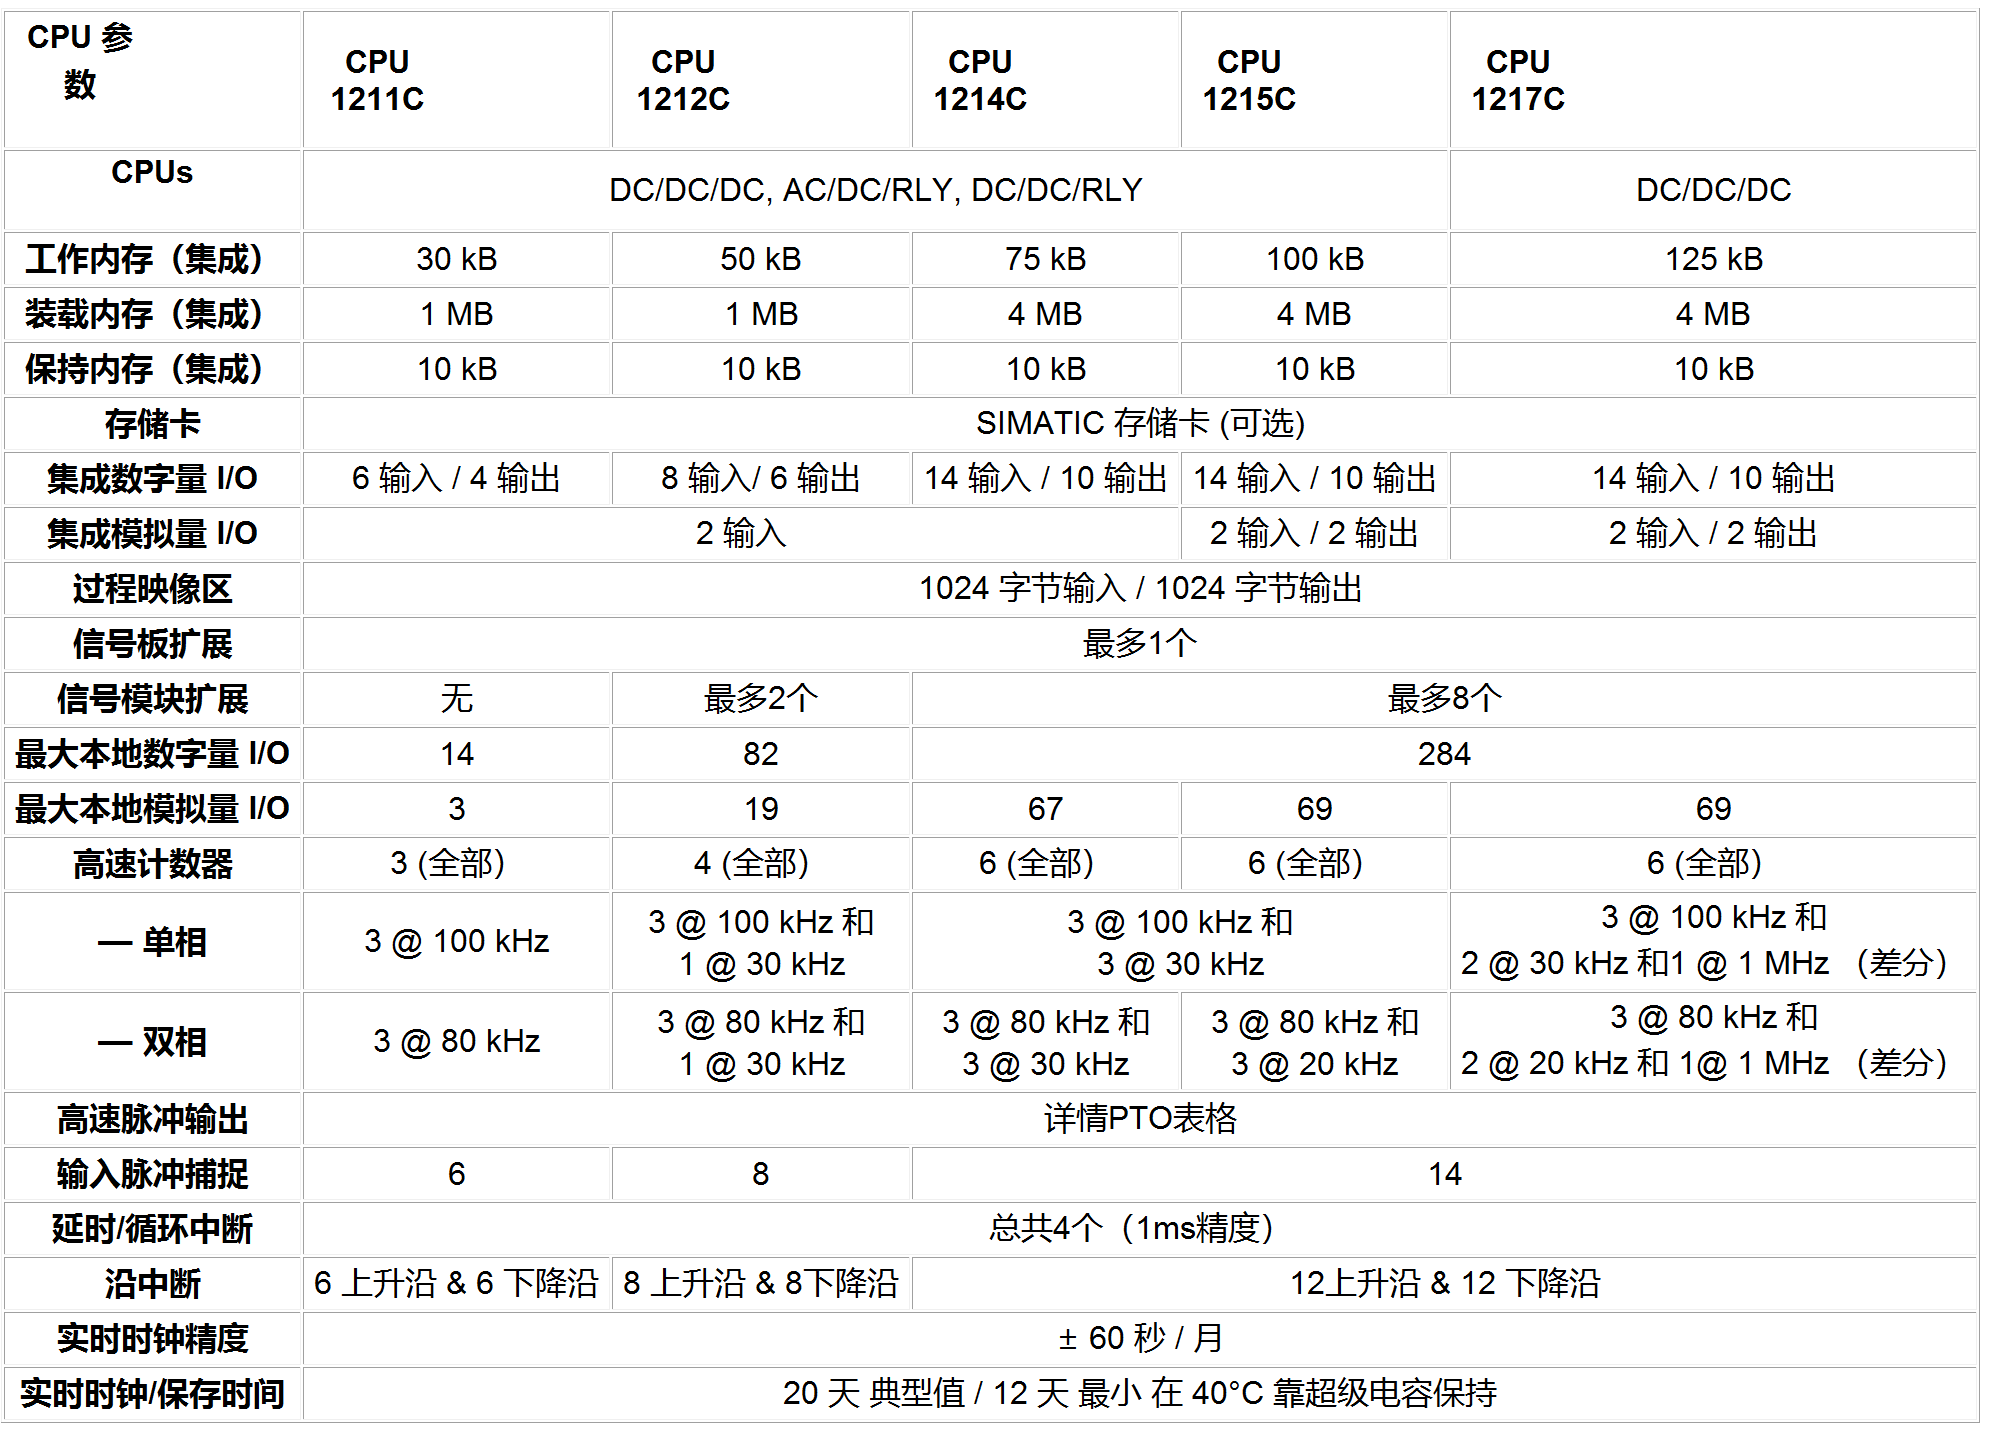 CPU 参
数
CPU
1211C
CPU
1212C
CPU
1214C
CPU
1215C
CPU
1217C
CPUs
DC/DC/DC, AC/DC/RLY, DC/DC/RLY
DC/DC/DC
工作内存（集成）
30 kB
50 kB
75 kB
100 kB
125 kB
装载内存（集成）
1 MB
1 MB
4 MB
4 MB
4 MB
保持内存（集成）
10 kB
10 kB
10 kB
10 kB
10 kB
存储卡
SIMATIC 存储卡 (可选)
集成数字量 I/O
6 输入 / 4 输出
8 输入/ 6 输出
14 输入 / 10 输出
14 输入 / 10 输出
14 输入 / 10 输出
集成模拟量 I/O
2 输入
2 输入 / 2 输出
2 输入 / 2 输出
过程映像区
1024 字节输入 / 1024 字节输出
信号板扩展
最多1个
信号模块扩展
无
最多2个
最多8个
最大本地数字量 I/O
14
82
284
最大本地模拟量 I/O
3
19
67
69
69
高速计数器
3 (全部）
4 (全部）
6 (全部）
6 (全部）
6 (全部）
— 单相
3 @ 100 kHz
3 @ 100 kHz 和
1 @ 30 kHz
3 @ 100 kHz 和
3 @ 30 kHz
3 @ 100 kHz 和
2 @ 30 kHz 和1 @ 1 MHz （差分）
— 双相
3 @ 80 kHz
3 @ 80 kHz 和
1 @ 30 kHz
3 @ 80 kHz 和
3 @ 30 kHz
3 @ 80 kHz 和
3 @ 20 kHz
3 @ 80 kHz 和
2 @ 20 kHz 和 1@ 1 MHz （差分）
高速脉冲输出
详情PTO表格
输入脉冲捕捉
6
8
14
延时/循环中断
总共4个（1ms精度）
沿中断
6 上升沿 & 6 下降沿
8 上升沿 & 8下降沿
12上升沿 & 12 下降沿
实时时钟精度
± 60 秒 / 月
实时时钟/保存时间
20 天 典型值 / 12 天 最小 在 40°C 靠超级电容保持